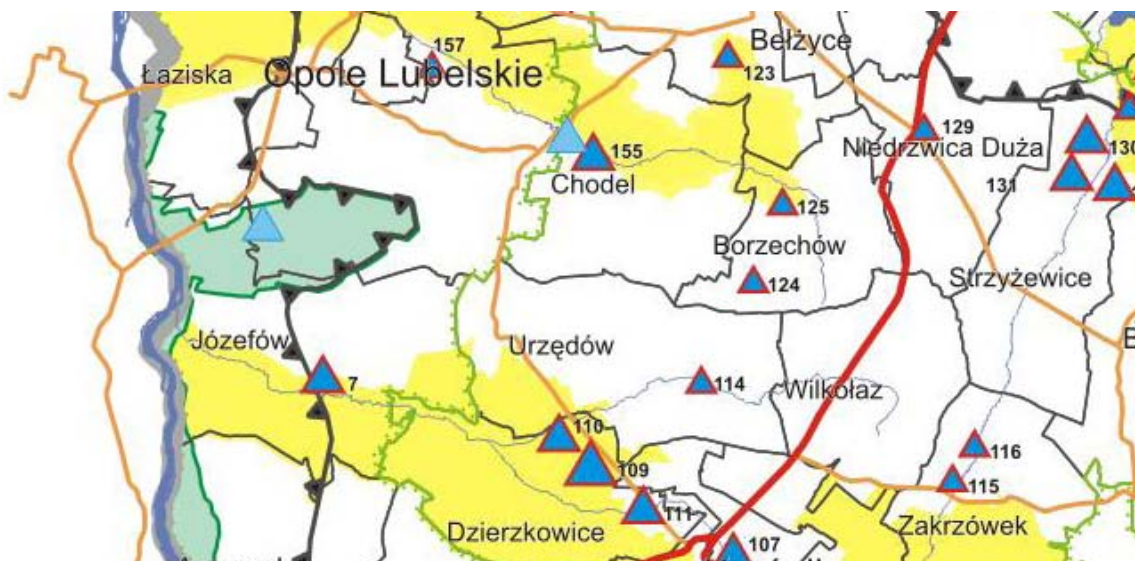 157
Bełżyce
123
Łaziska
Opole Lubelskie
129
130
155
Niedrzwica Duża
Chodel
131
125
Borzechów
124
Strzyżewice
Józefów
Urzędów
7
114
Wilkołaz
110
116
109
115
111
Dzierzkowice
Zakrzówek
107